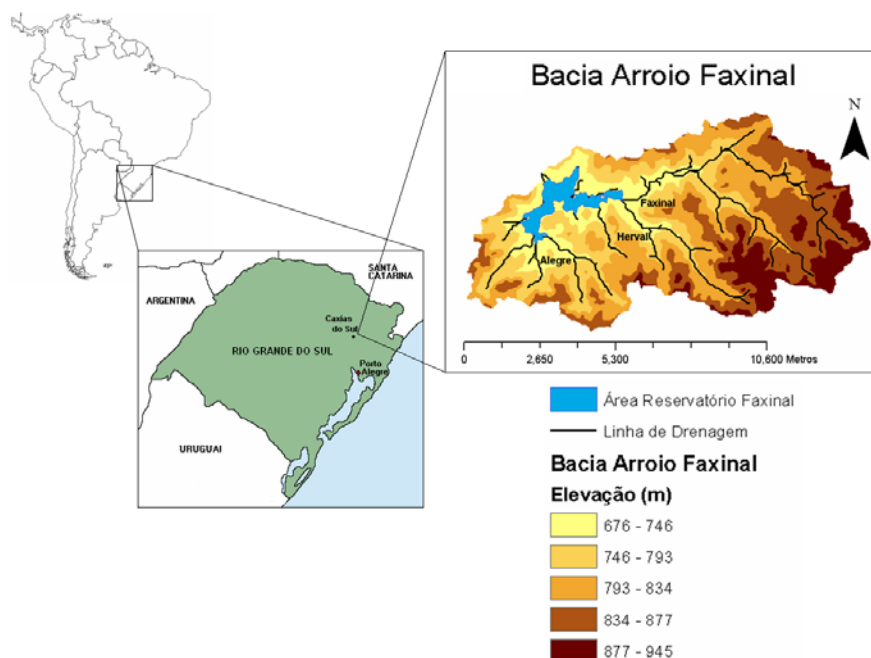 Bacia Arroio Faxinal
N
Faxinal
Herval
Alegre
0 2,650 5,300 10,600 Metros
SANTA
CATARINA
ARGENTINA
Caxias
do Sul
RIO GRANDE DO SUL
Porto
Alegre
URUGUAI
Área Reservatório Faxinal
Linha de Drenagem
Bacia Arroio Faxinal
Elevação (m)
676 - 746
746 - 793
793 - 834
834 - 877
877 - 945